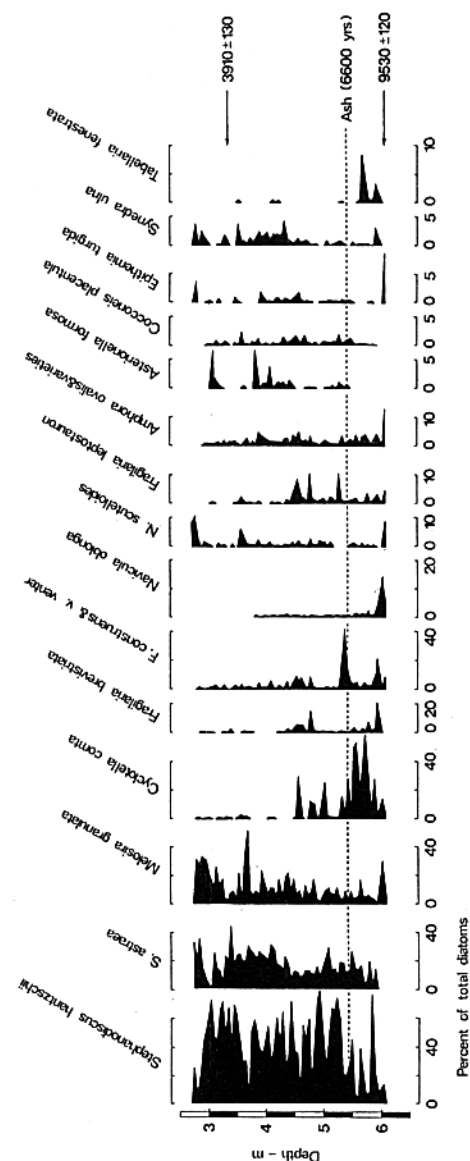 Tabellaria fenestrata
Synedra ulna
Epithemia turgida
Cocconeis placentula
Asterionella formosa
Amphora ovalis&varieties
Fragilaria leptostauron
N. scutelloides
Navicula oblonga
F. construens & v. venter
Fragilaria brevistriata
Cyclotella comta
Melosira granulata
S. astraea
Stephanodiscus hantzschii
3910±130
Ash (6600 yrs)
9530±120
0 10
0 5
0 5
0 5
0 5
0 10
0 10
0 10
0 20
0 40
0 20
0 40
0 40
0 40
0 40
Percent of total diatoms
3 4 5 6
Depth - m